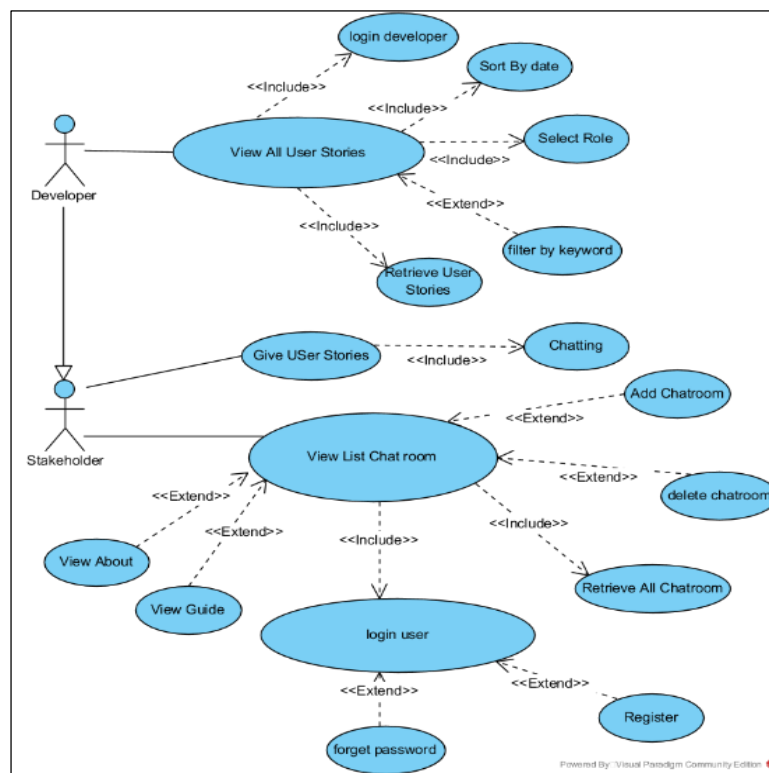 login developer
Sort By date
<<Include>>
<<Include>>
Select Role
View All User Stories
<<Include>>
Developer
<<Extend>>
<<Include>>
filter by keyword
Retrieve User
Stories
Give USer Stories
Chatting
<<Include>>
Add Chatroom
<<Extend>>
Stakeholder
View List Chat room
<<Extend>>
delete chatroom
<<Extend>>
<<Include>>
<<Extend>>
<<Include>>
View About
Retrieve All Chatroom
View Guide
login user
<<Extend>>
<<Extend>>
Register
forget password
Powered By: Visual Paradigm Community Edition